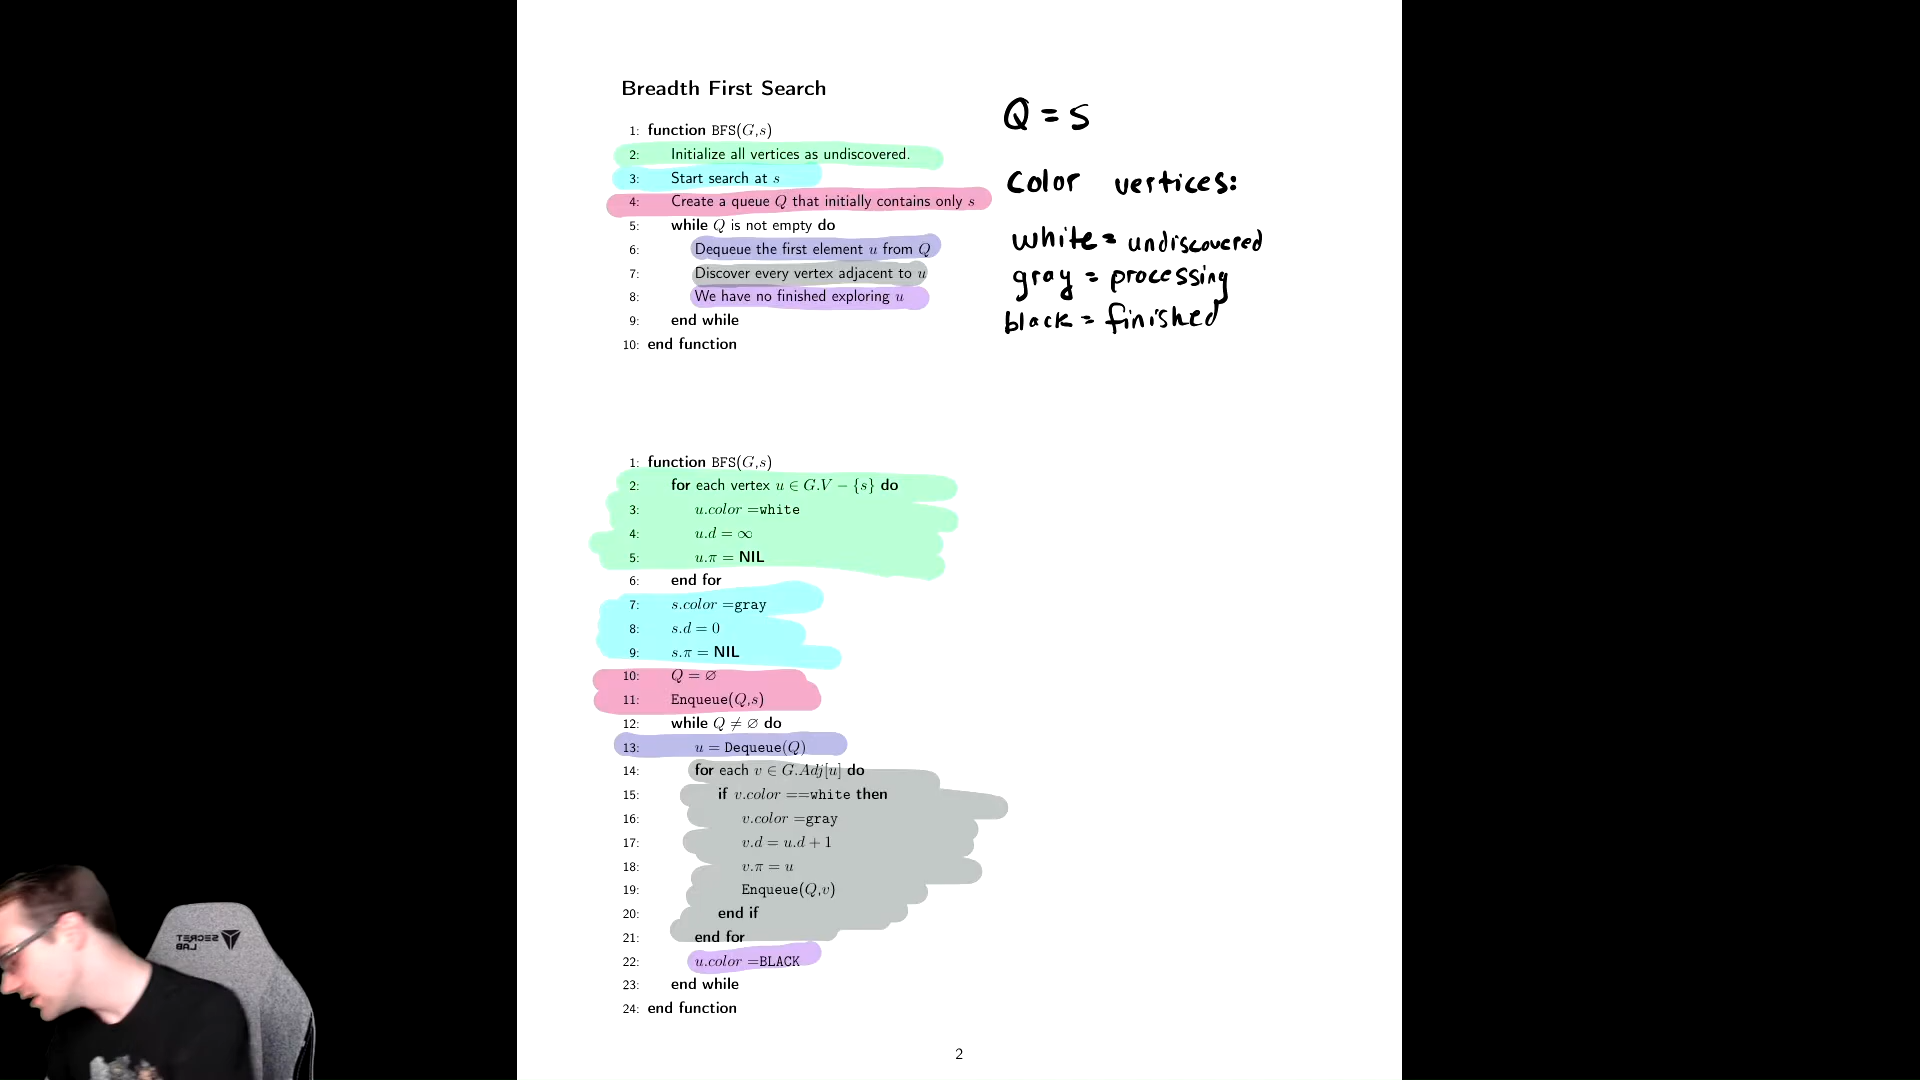 Breadth First Search
1: function BFS(G,s)
2: Initialize all vertices as undiscovered.
3: Start search at s
4: Create a queue Q that initially contains only s
5: while Q is not empty do
6: Dequeue the first element u from Q
7: Discover every vertex adjacent to u
8: We have no finished exploring u
9: end while
10: end function
Q = s
Color vertices:
white = undiscovered
gray = processing
black = finished
1: function BFS(G,s)
2: for each vertex u ∈ G.V − {s} do
3: u.color =white
4: u.d = ∞
5: u.π = NIL
6: end for
7: s.color =gray
8: s.d = 0
9: s.π = NIL
10: Q = ∅
11: Enqueue(Q,s)
12: while Q ≠ ∅ do
13: u = Dequeue(Q)
14: for each v ∈ G.Adj[u] do
15: if v.color ==white then
16: v.color =gray
17: v.d = u.d + 1
18: v.π = u
19: Enqueue(Q,v)
20: end if
21: end for
22: u.color =BLACK
23: end while
24: end function
2
SECRET
LAB